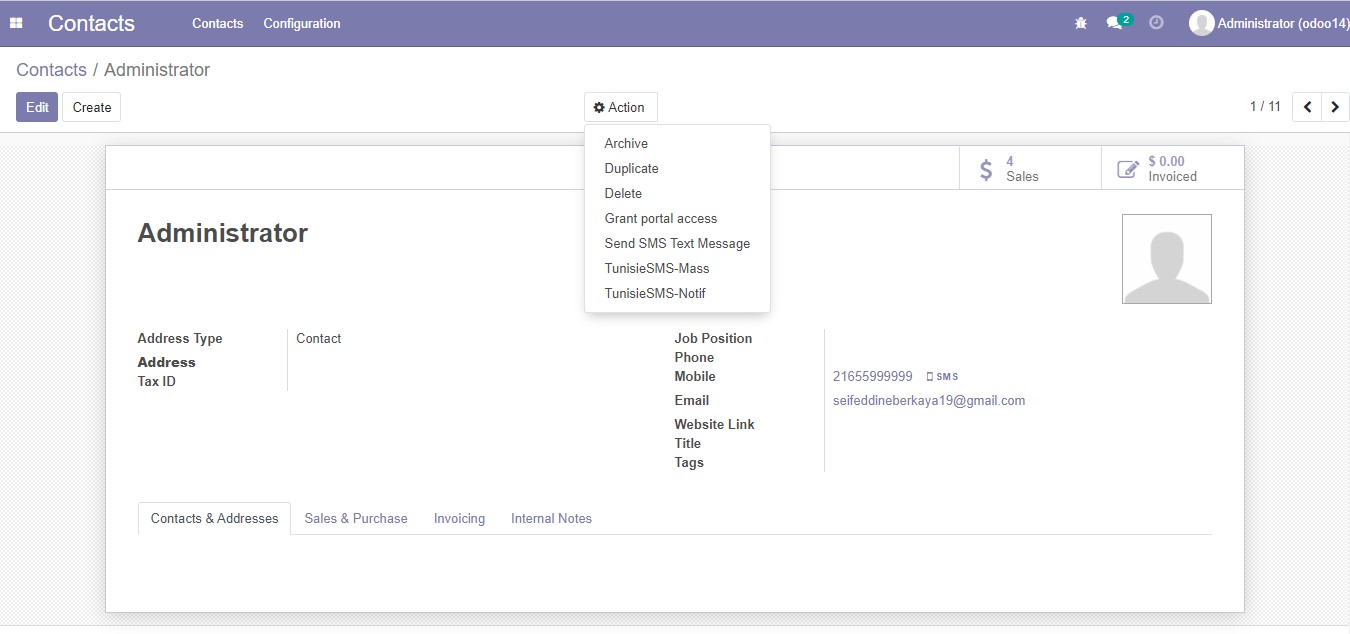 Contacts Contacts Configuration 2 Administrator (odoo14)
Contacts / Administrator
Edit Create Action 1 / 11
Archive
Duplicate
Delete
Grant portal access
Send SMS Text Message
TunisieSMS-Mass
TunisieSMS-Notif
4
Sales
$ 0.00
Invoiced
Administrator
Address Type Contact
Address
Tax ID
Job Position
Phone
Mobile 21655999999 SMS
Email seifeddineberkaya19@gmail.com
Website Link
Title
Tags
Contacts & Addresses Sales & Purchase Invoicing Internal Notes